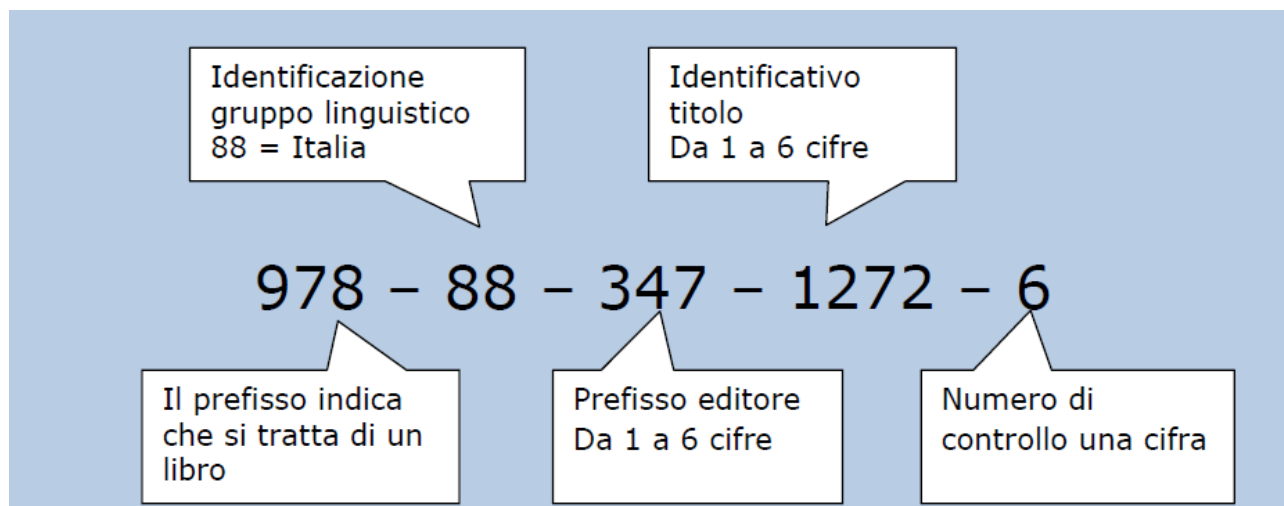 Identificazione
gruppo linguistico
88 = Italia
Identificativo
titolo
Da 1 a 6 cifre
978 – 88 – 347 – 1272 – 6
Il prefisso indica
che si tratta di un
libro
Prefisso editore
Da 1 a 6 cifre
Numero di
controllo una cifra